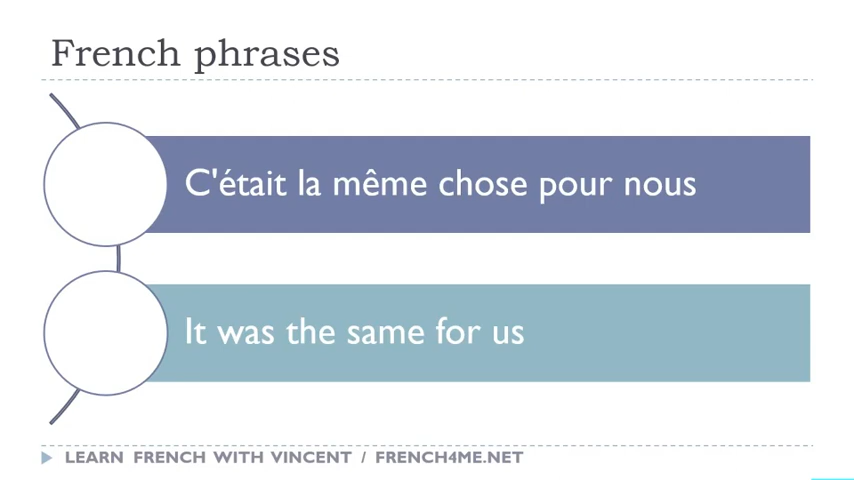 French phrases
C'était la même chose pour nous
It was the same for us
LEARN FRENCH WITH VINCENT / FRENCH4ME.NET